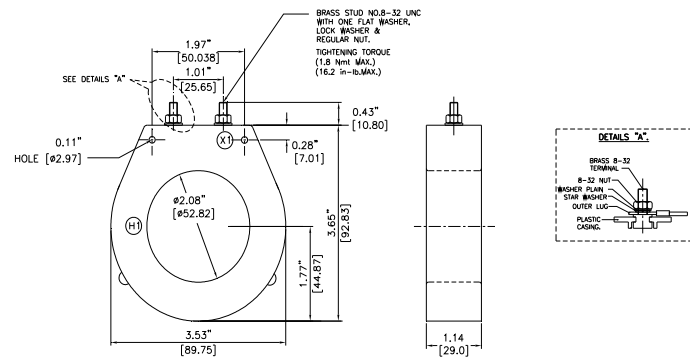 BRASS STUD NO.8-32 UNC
WITH ONE FLAT WASHER,
LOCK WASHER &
REGULAR NUT.
TIGHTENING TORQUE
(1.8 Nmt MAX.)
(16.2 in-lb.MAX.)
1.97"
[50.038]
1.01"
[25.65]
SEE DETAILS "A"
0.43"
[10.80]
0.11"
HOLE [ø2.97]
X1
0.28"
[7.01]
ø2.08"
[ø52.82]
H1
3.65"
[92.83]
1.77"
[44.87]
3.53"
[89.75]
1.14
[29.0]
DETAILS "A".
BRASS 8-32
TERMINAL
8-32 NUT
WASHER PLAIN
STAR WASHER
OUTER LUG
PLASTIC
CASING.